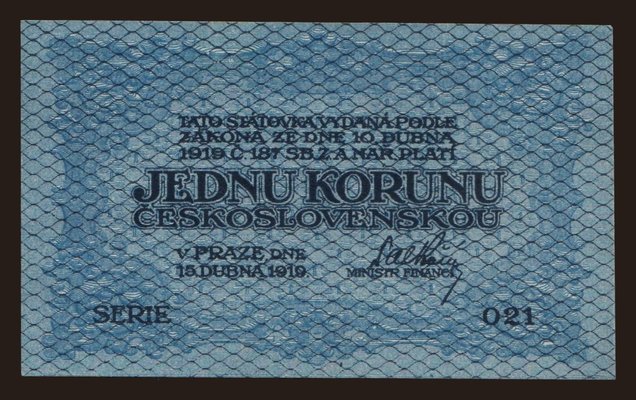 TATO STÁTOVKA VYDANÁ PODLE
ZÁKONA ZE DNE 10. DUBNA
1919 Č. 187 SB. Z. A NAŘ. PLATÍ
JEDNU KORUNU
ČESKOSLOVENSKOU
V PRAZE, DNE
15. DUBNA 1919.
MINISTR FINANCÍ.
SERIE 021